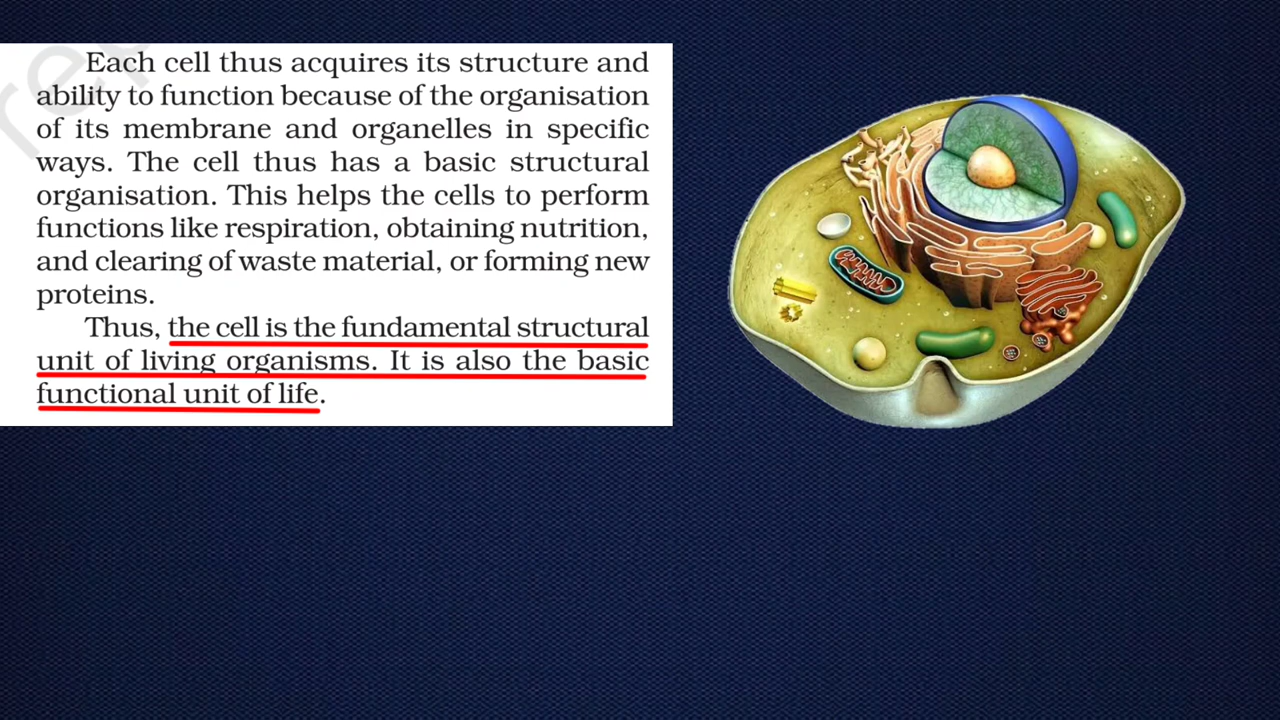 Each cell thus acquires its structure and
ability to function because of the organisation
of its membrane and organelles in specific
ways. The cell thus has a basic structural
organisation. This helps the cells to perform
functions like respiration, obtaining nutrition,
and clearing of waste material, or forming new
proteins.
Thus, the cell is the fundamental structural
unit of living organisms. It is also the basic
functional unit of life.